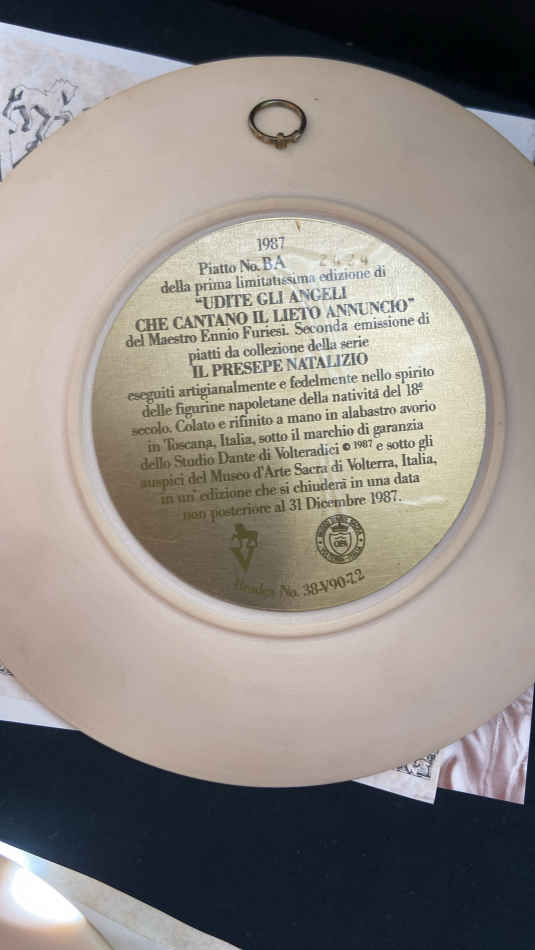 1987
Piatto No. BA
della prima limitatissima edizione di
"UDITE GLI ANGELI
CHE CANTANO IL LIETO ANNUNCIO"
del Maestro Ennio Furiesi. Seconda emissione di
piatti da collezione della serie
IL PRESEPE NATALIZIO
eseguiti artigianalmente e fedelmente nello spirito
delle figurine napoletane della natività del 18º
secolo. Colato e rifinito a mano in alabastro avorio
in Toscana, Italia, sotto il marchio di garanzia
dello Studio Dante di Volteradici © 1987 e sotto gli
auspici del Museo d'Arte Sacra di Volterra, Italia,
in un' edizione che si chiuderà in una data
non posteriore al 31 Dicembre 1987.
V
Bradex No. 38-V90-7.2